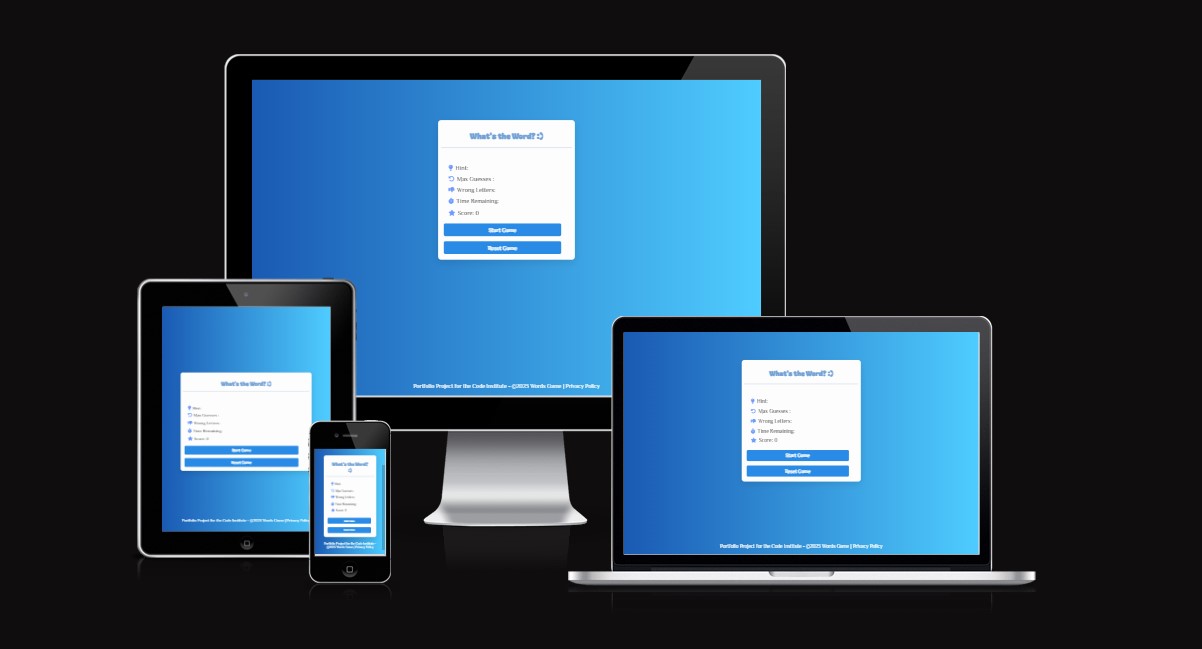 What's the Word? :)
Hint:
Max Guesses :
Wrong Letters:
Time Remaining:
Score: 0
Start Game
Reset Game
Portfolio Project for the Code Institute - ©2025 Words Game | Privacy Policy
What's the Word? :)
Hint:
Max Guesses :
Wrong Letters:
Time Remaining:
Score: 0
Start Game
Reset Game
Portfolio Project for the Code Institute - ©2025 Words Game | Privacy Policy
What's the Word?
:)
Hint:
Max Guesses :
Wrong Letters:
Time Remaining:
Score: 0
Start Game
Reset Game
Portfolio Project for the Code Institute -
©2025 Words Game | Privacy Policy
What's the Word? :)
Hint:
Max Guesses :
Wrong Letters:
Time Remaining:
Score: 0
Start Game
Reset Game
Portfolio Project for the Code Institute - ©2025 Words Game | Privacy Policy